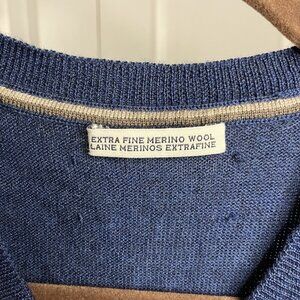 EXTRA FINE MERINO WOOL
LAINE MERINOS EXTRAFINE